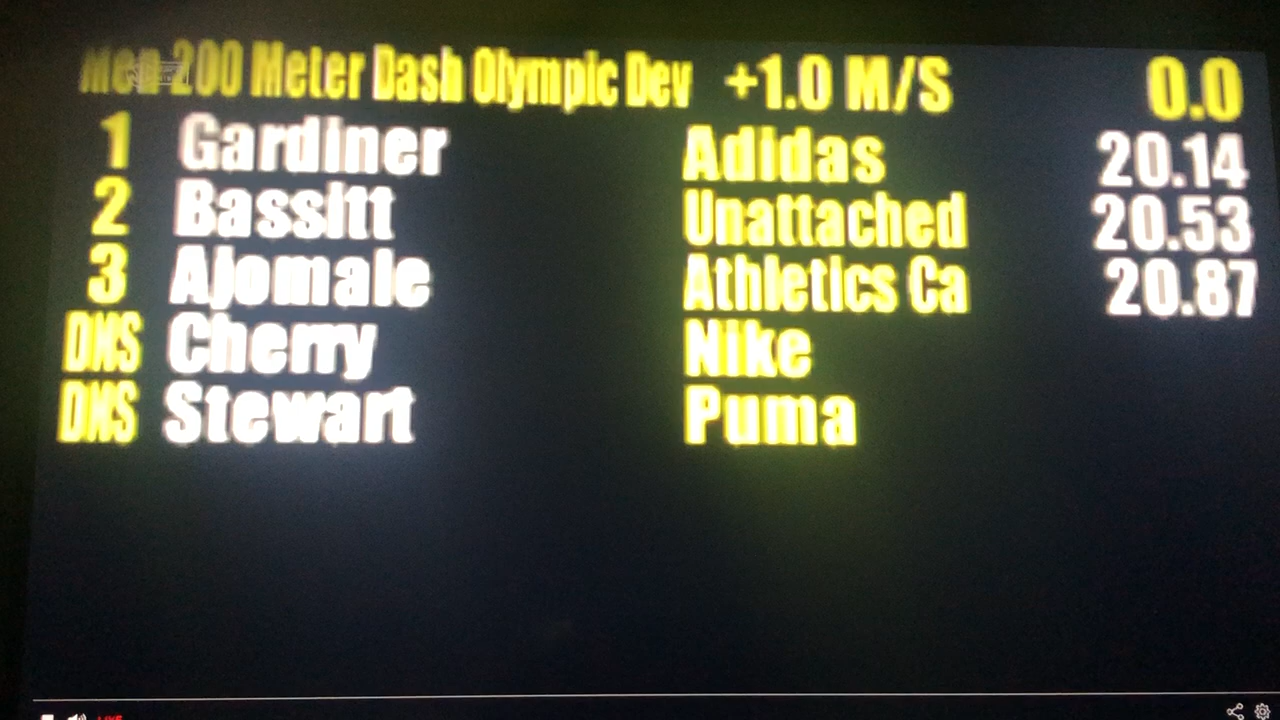 Men 200 Meter Dash Olympic Dev +1.0 M/S 0.0
1 Gardiner Adidas 20.14
2 Bassitt Unattached 20.53
3 Ajomale Athletics Ca 20.87
DNS Cherry Nike
DNS Stewart Puma
LIVE